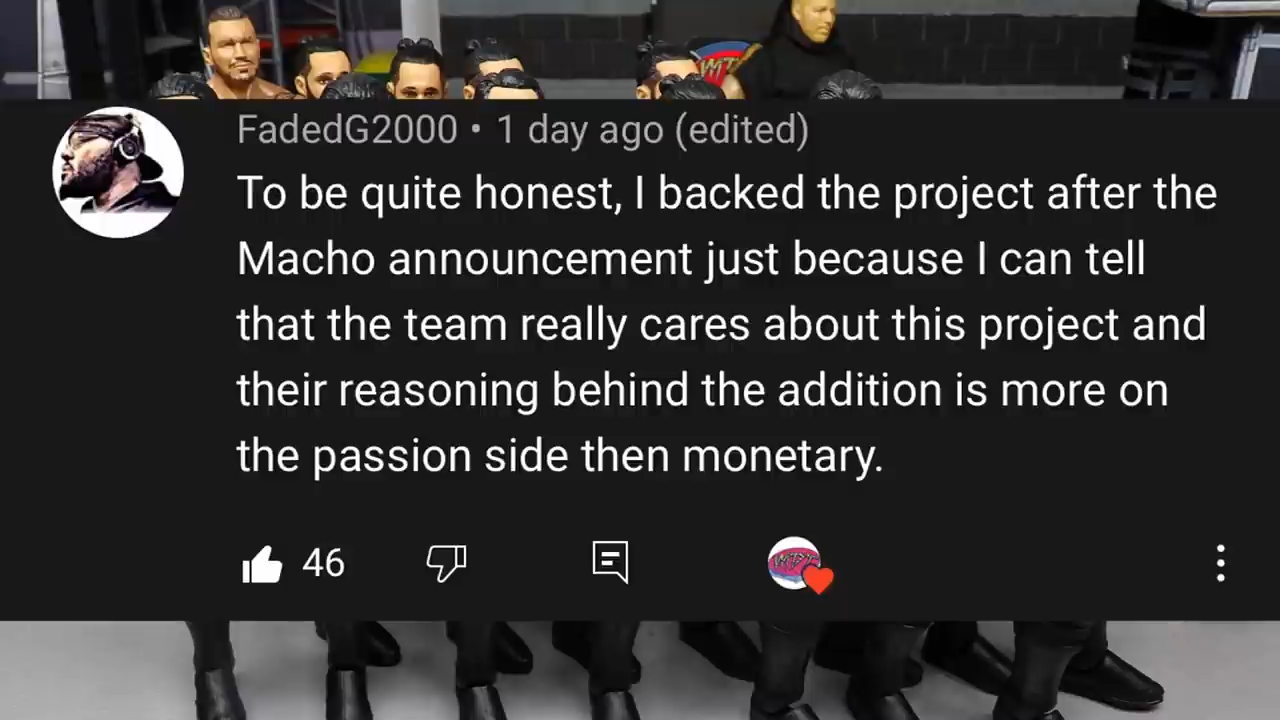 FadedG2000 • 1 day ago (edited)
To be quite honest, I backed the project after the
Macho announcement just because I can tell
that the team really cares about this project and
their reasoning behind the addition is more on
the passion side then monetary.
46